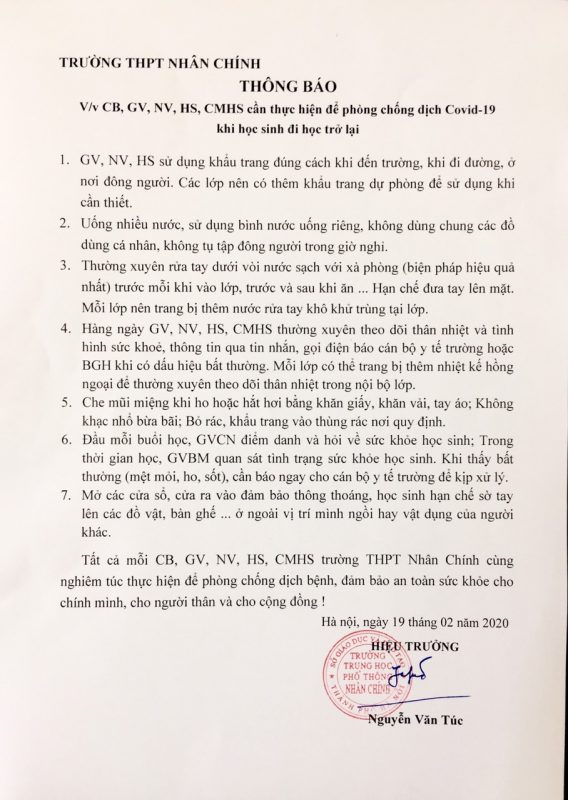 TRƯỜNG THPT NHÂN CHÍNH
THÔNG BÁO
V/v CB, GV, NV, HS, CMHS cần thực hiện để phòng chống dịch Covid-19
khi học sinh đi học trở lại
1. GV, NV, HS sử dụng khẩu trang đúng cách khi đến trường, khi đi đường, ở
nơi đông người. Các lớp nên có thêm khẩu trang dự phòng để sử dụng khi
cần thiết.
2. Uống nhiều nước, sử dụng bình nước uống riêng, không dùng chung các đồ
dùng cá nhân, không tụ tập đông người trong giờ nghỉ.
3. Thường xuyên rửa tay dưới vòi nước sạch với xà phòng (biện pháp hiệu quả
nhất) trước mỗi khi vào lớp, trước và sau khi ăn ... Hạn chế đưa tay lên mặt.
Mỗi lớp nên trang bị thêm nước rửa tay khô khử trùng tại lớp.
4. Hàng ngày GV, NV, HS, CMHS thường xuyên theo dõi thân nhiệt và tình
hình sức khoẻ, thông tin qua tin nhắn, gọi điện báo cán bộ y tế trường hoặc
BGH khi có dấu hiệu bất thường. Mỗi lớp có thể trang bị thêm nhiệt kế hồng
ngoại để thường xuyên theo dõi thân nhiệt trong nội bộ lớp.
5. Che mũi miệng khi ho hoặc hắt hơi bằng khăn giấy, khăn vải, tay áo; Không
khạc nhổ bừa bãi; Bỏ rác, khẩu trang vào thùng rác nơi quy định.
6. Đầu mỗi buổi học, GVCN điểm danh và hỏi về sức khỏe học sinh; Trong
thời gian học, GVBM quan sát tình trạng sức khỏe học sinh. Khi thấy bất
thường (mệt mỏi, ho, sốt), cần báo ngay cho cán bộ y tế trường để kịp xử lý.
7. Mở các cửa sổ, cửa ra vào đảm bảo thông thoáng, học sinh hạn chế sờ tay
lên các đồ vật, bàn ghế ... ở ngoài vị trí mình ngồi hay vật dụng của người
khác.
Tất cả mỗi CB, GV, NV, HS, CMHS trường THPT Nhân Chính cùng
nghiêm túc thực hiện để phòng chống dịch bệnh, đảm bảo an toàn sức khỏe cho
chính mình, cho người thân và cho cộng đồng !
Hà nội, ngày 19 tháng 02 năm 2020
HIỆU TRƯỞNG
SỞ GIÁO DỤC VÀ ĐÀO TẠO
TRƯỜNG
TRUNG HỌC
PHỔ THÔNG
NHÂN CHÍNH
THÀNH PHỐ HÀ NỘI
Nguyễn Văn Túc